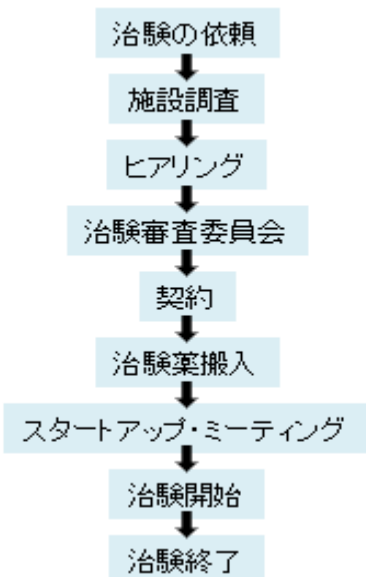 治験の依頼
施設調査
ヒアリング
治験審査委員会
契約
治験薬搬入
スタートアップ・ミーティング
治験開始
治験終了